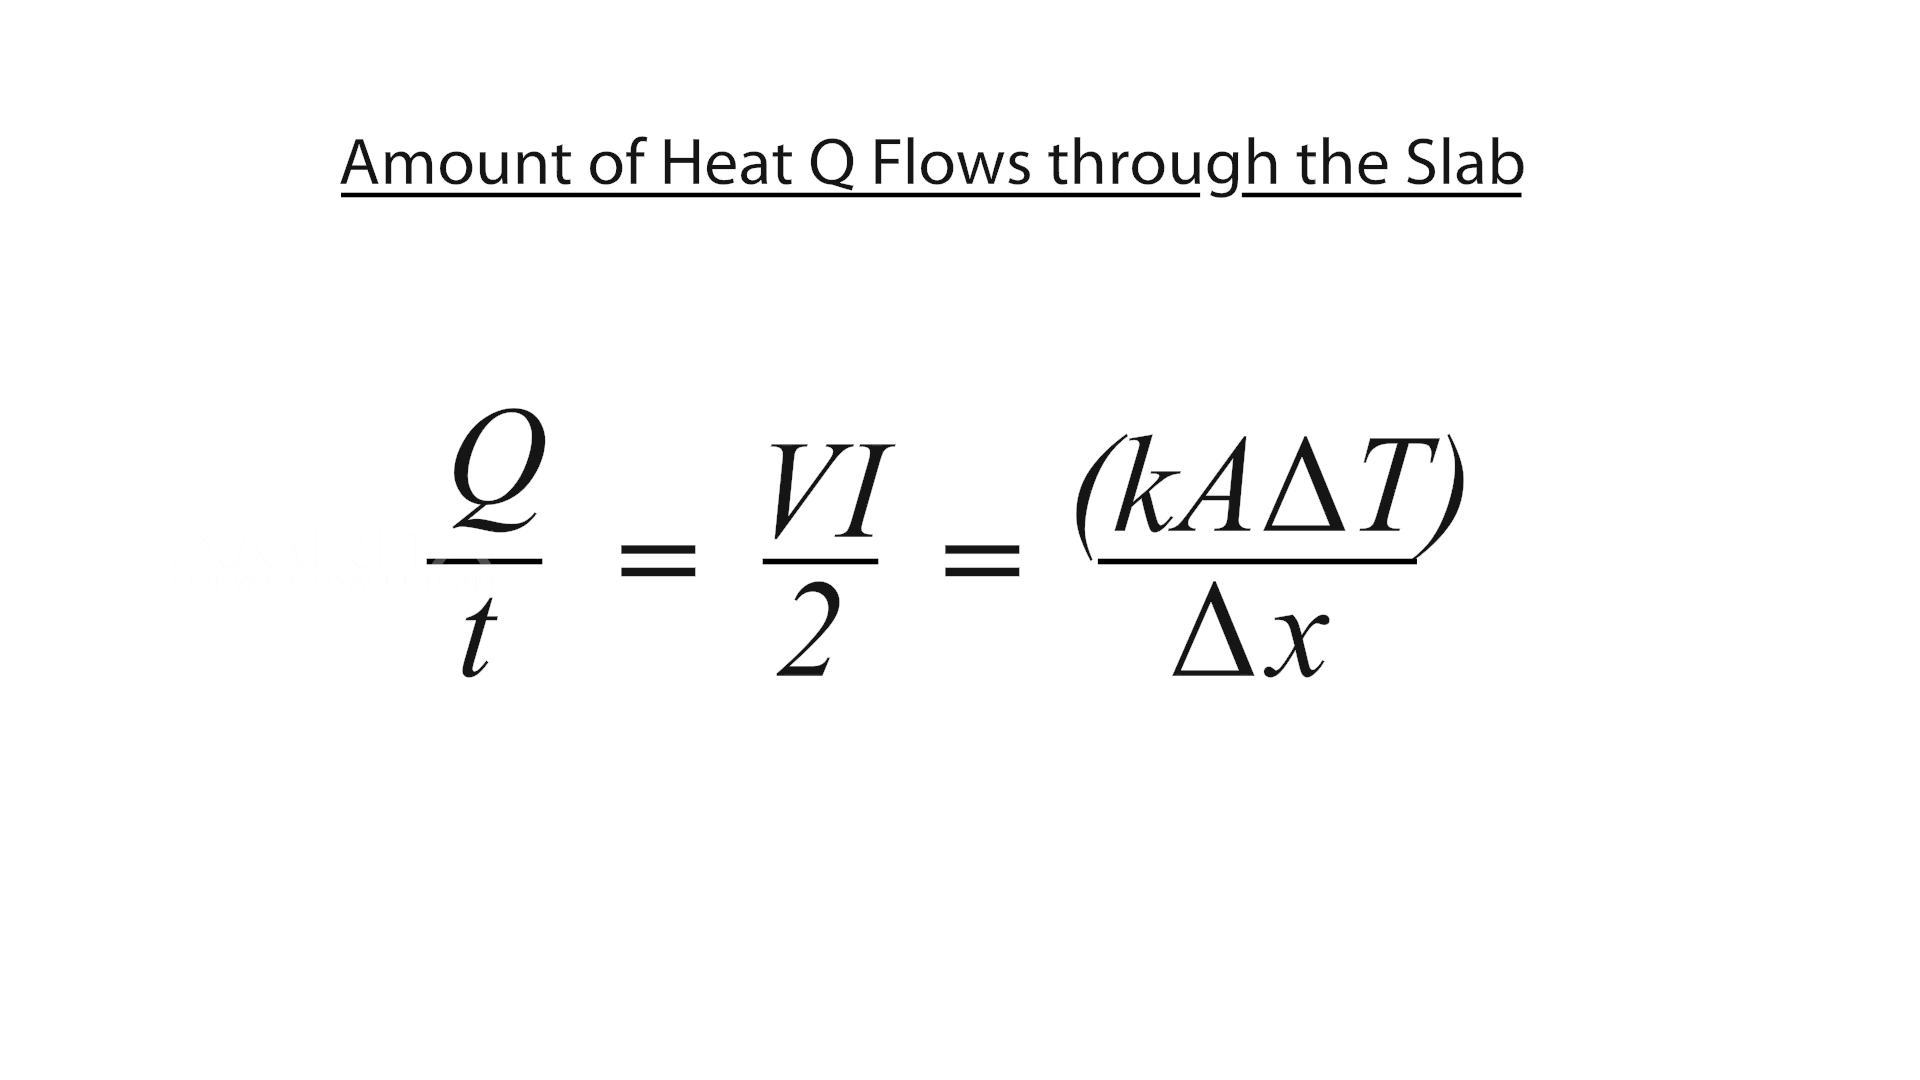 Amount of Heat Q Flows through the Slab
Q/t = VI/2 = (kAΔT)/Δx